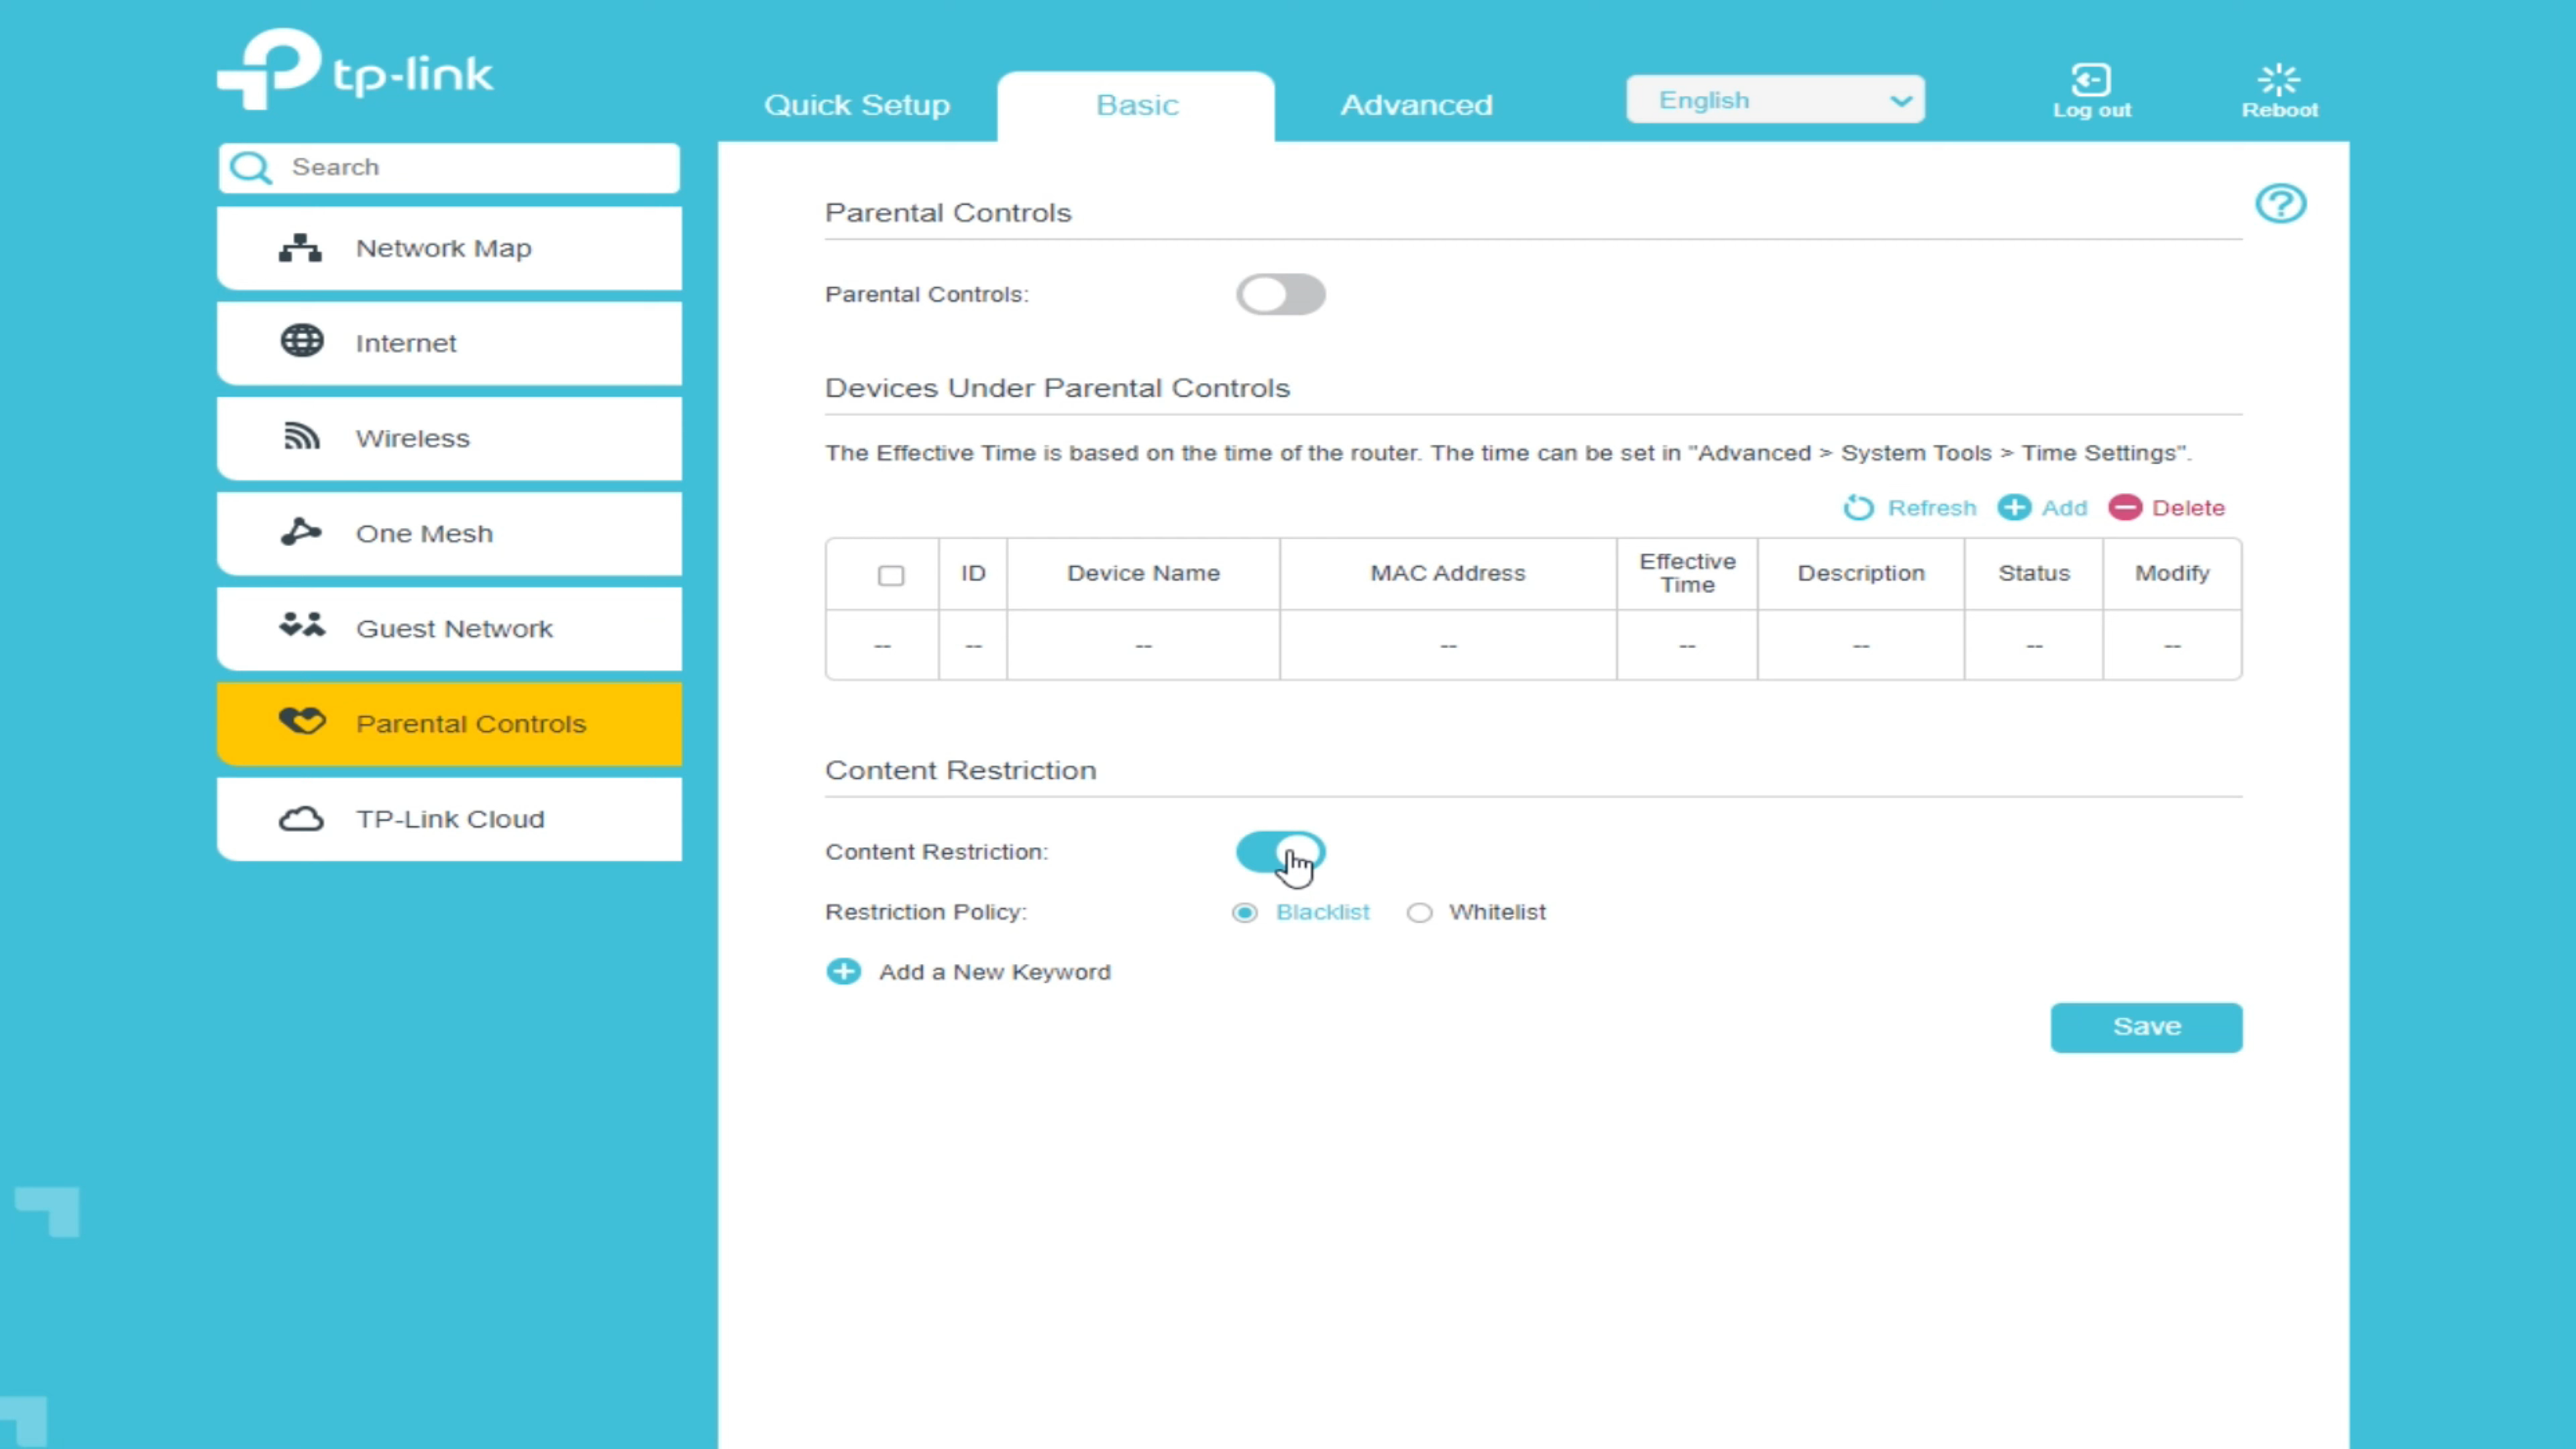 tp-link
Quick Setup
Basic
Advanced
English
Log out
Reboot
Search
Network Map
Internet
Wireless
One Mesh
Guest Network
Parental Controls
TP-Link Cloud
Parental Controls
Parental Controls:
Devices Under Parental Controls
The Effective Time is based on the time of the router. The time can be set in "Advanced > System Tools > Time Settings".
Refresh Add Delete
ID Device Name MAC Address Effective Time Description Status Modify
-- -- -- -- -- -- -- --
Content Restriction
Content Restriction:
Restriction Policy: Blacklist Whitelist
Add a New Keyword
Save